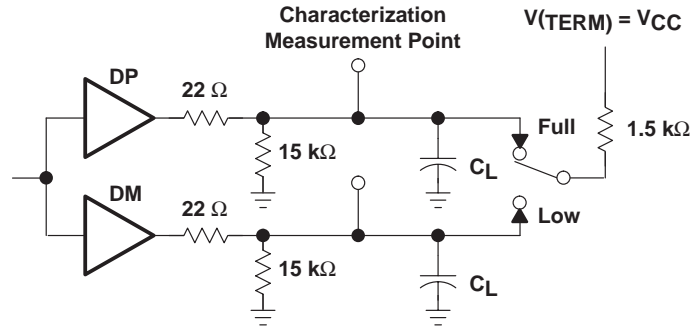 Characterization
Measurement Point
V(TERM) = VCC
DP
22 Ω
Full
1.5 kΩ
15 kΩ
CL
DM
22 Ω
Low
15 kΩ
CL